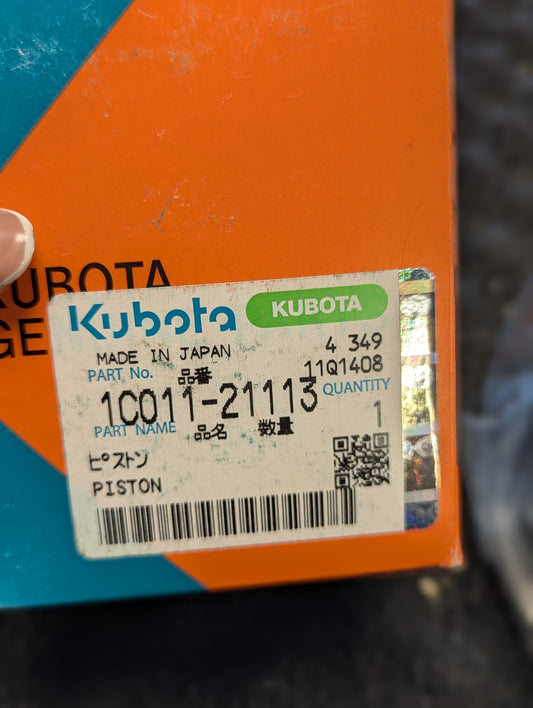 KUBOTA
GE
Kubota KUBOTA
MADE IN JAPAN 4 349
PART No. 品番 11Q1408
1C011-21113 QUANTITY
PART NAME 品名 数量 1
ピストン
PISTON